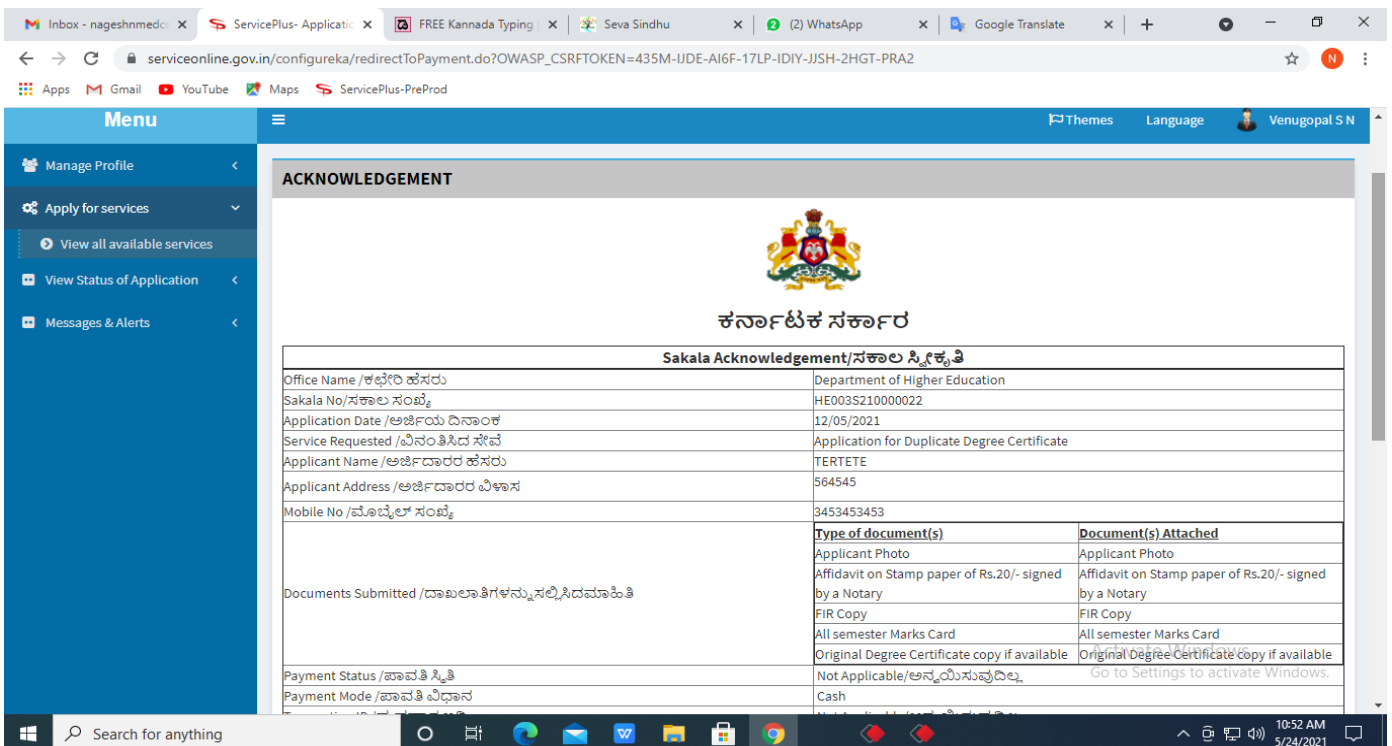 Inbox - nageshnmedc
ServicePlus- Applicatic
FREE Kannada Typing
Seva Sindhu
(2) WhatsApp
Google Translate
serviceonline.gov.in/configureka/redirectToPayment.do?OWASP_CSRFTOKEN=435M-IJDE-AI6F-17LP-IDIY-JJSH-2HGT-PRA2
N
Apps Gmail YouTube Maps ServicePlus-PreProd
Menu
Themes Language Venugopal S N
Manage Profile
Apply for services
View all available services
View Status of Application
Messages & Alerts
ACKNOWLEDGEMENT
ಕರ್ನಾಟಕ ಸರ್ಕಾರ
Sakala Acknowledgement/ಸಕಾಲ ಸ್ವೀಕೃತಿ
Office Name /ಕಛೇರಿ ಹೆಸರು Department of Higher Education
Sakala No/ಸಕಾಲ ಸಂಖ್ಯೆ HE003S210000022
Application Date /ಅರ್ಜಿಯ ದಿನಾಂಕ 12/05/2021
Service Requested /ವಿನಂತಿಸಿದ ಸೇವೆ Application for Duplicate Degree Certificate
Applicant Name /ಅರ್ಜಿದಾರರ ಹೆಸರು TERTETE
Applicant Address /ಅರ್ಜಿದಾರರ ವಿಳಾಸ 564545
Mobile No /ಮೊಬೈಲ್ ಸಂಖ್ಯೆ 3453453453
Documents Submitted /ದಾಖಲಾತಿಗಳನ್ನು ಸಲ್ಲಿಸಿದಮಾಹಿತಿ
Type of document(s) Document(s) Attached
Applicant Photo Applicant Photo
Affidavit on Stamp paper of Rs.20/- signed Affidavit on Stamp paper of Rs.20/- signed
by a Notary by a Notary
FIR Copy FIR Copy
All semester Marks Card All semester Marks Card
Original Degree Certificate copy if available Original Degree Certificate copy if available
Activate Windows
Go to Settings to activate Windows.
Payment Status /ಪಾವತಿ ಸ್ಥಿತಿ Not Applicable/ಅನ್ವಯಿಸುವುದಿಲ್ಲ
Payment Mode /ಪಾವತಿ ವಿಧಾನ Cash
Search for anything
10:52 AM
5/24/2021